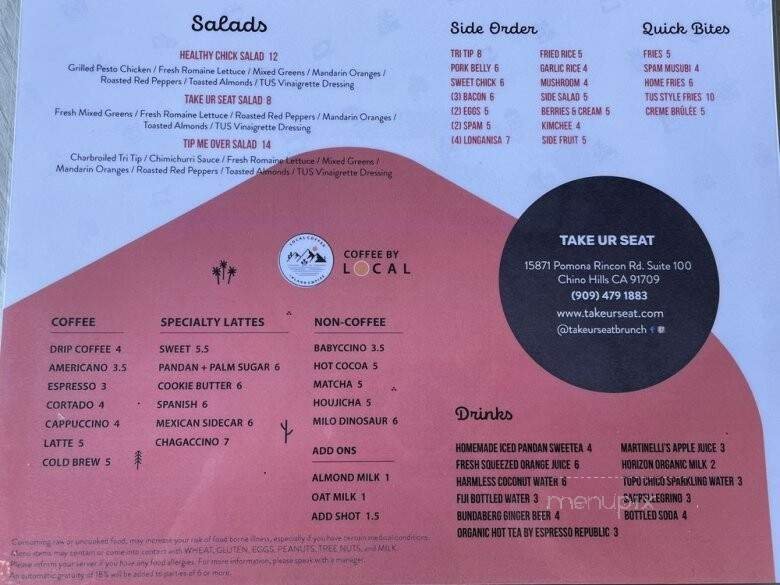 Salads
HEALTHY CHICK SALAD 12
Grilled Pesto Chicken / Fresh Romaine Lettuce / Mixed Greens / Mandarin Oranges /
Roasted Red Peppers / Toasted Almonds / TUS Vinaigrette Dressing
TAKE UR SEAT SALAD 8
Fresh Mixed Greens / Fresh Romaine Lettuce / Roasted Red Peppers / Mandarin Oranges /
Toasted Almonds / TUS Vinaigrette Dressing
TIP ME OVER SALAD 14
Charbroiled Tri Tip / Chimichurri Sauce / Fresh Romaine Lettuce / Mixed Greens /
Mandarin Oranges / Roasted Red Peppers / Toasted Almonds / TUS Vinaigrette Dressing
Side Order
TRI TIP 8
PORK BELLY 6
SWEET CHICK 6
(3) BACON 6
(2) EGGS 5
(2) SPAM 5
(4) LONGANISA 7
FRIED RICE 5
GARLIC RICE 4
MUSHROOM 4
SIDE SALAD 5
BERRIES & CREAM 5
KIMCHEE 4
SIDE FRUIT 5
Quick Bites
FRIES 5
SPAM MUSUBI 4
HOME FRIES 6
TUS STYLE FRIES 10
CREME BRÛLÉE 5
TAKE UR SEAT
15871 Pomona Rincon Rd. Suite 100
Chino Hills CA 91709
(909) 479 1883
www.takeurseat.com
@takeurseatbrunch
LOCAL COFFEE
COFFEE BY
LOCAL
COFFEE
DRIP COFFEE 4
AMERICANO 3.5
ESPRESSO 3
CORTADO 4
CAPPUCCINO 4
LATTE 5
COLD BREW 5
SPECIALTY LATTES
SWEET 5.5
PANDAN + PALM SUGAR 6
COOKIE BUTTER 6
SPANISH 6
MEXICAN SIDECAR 6
CHAGACCINO 7
NON-COFFEE
BABYCCINO 3.5
HOT COCOA 5
MATCHA 5
HOUJICHA 5
MILO DINOSAUR 6
ADD ONS
ALMOND MILK 1
OAT MILK 1
ADD SHOT 1.5
Drinks
HOMEMADE ICED PANDAN SWEETEA 4
FRESH SQUEEZED ORANGE JUICE 6
HARMLESS COCONUT WATER 6
FIJI BOTTLED WATER 3
BUNDABERG GINGER BEER 4
ORGANIC HOT TEA BY ESPRESSO REPUBLIC 3
MARTINELLI'S APPLE JUICE 3
HORIZON ORGANIC MILK 2
TOPO CHICO SPARKLING WATER 3
S.PELLEGRINO 3
BOTTLED SODA 4
menupix
Consuming raw or uncooked food, may increase your risk of food borne illness, especially if you have certain medical conditions.
Menu items may contain or come into contact with WHEAT, GLUTEN, EGGS, PEANUTS, TREE NUTS, and MILK.
Please inform your server if you have any food allergies. For more information, please speak with a manager.
An automatic gratuity of 18% will be added to parties of 6 or more.